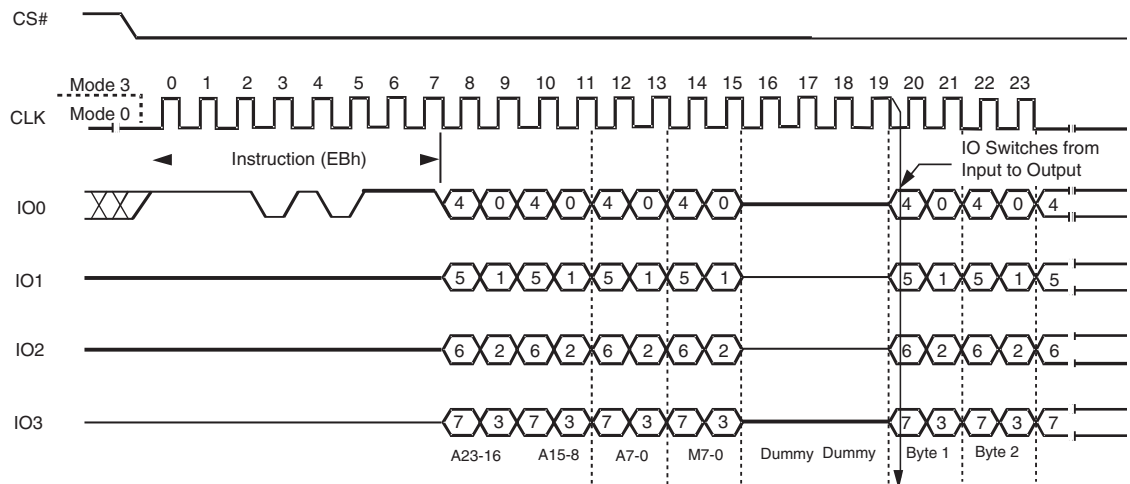 CS#
Mode 3 0 1 2 3 4 5 6 7 8 9 10 11 12 13 14 15 16 17 18 19 20 21 22 23
CLK Mode 0
Instruction (EBh)
IO Switches from
Input to Output
IO0 4 0 4 0 4 0 4 0 4 0 4 0 4
IO1 5 1 5 1 5 1 5 1 5 1 5 1 5
IO2 6 2 6 2 6 2 6 2 6 2 6 2 6
IO3 7 3 7 3 7 3 7 3 7 3 7 3 7
A23-16 A15-8 A7-0 M7-0 Dummy Dummy Byte 1 Byte 2